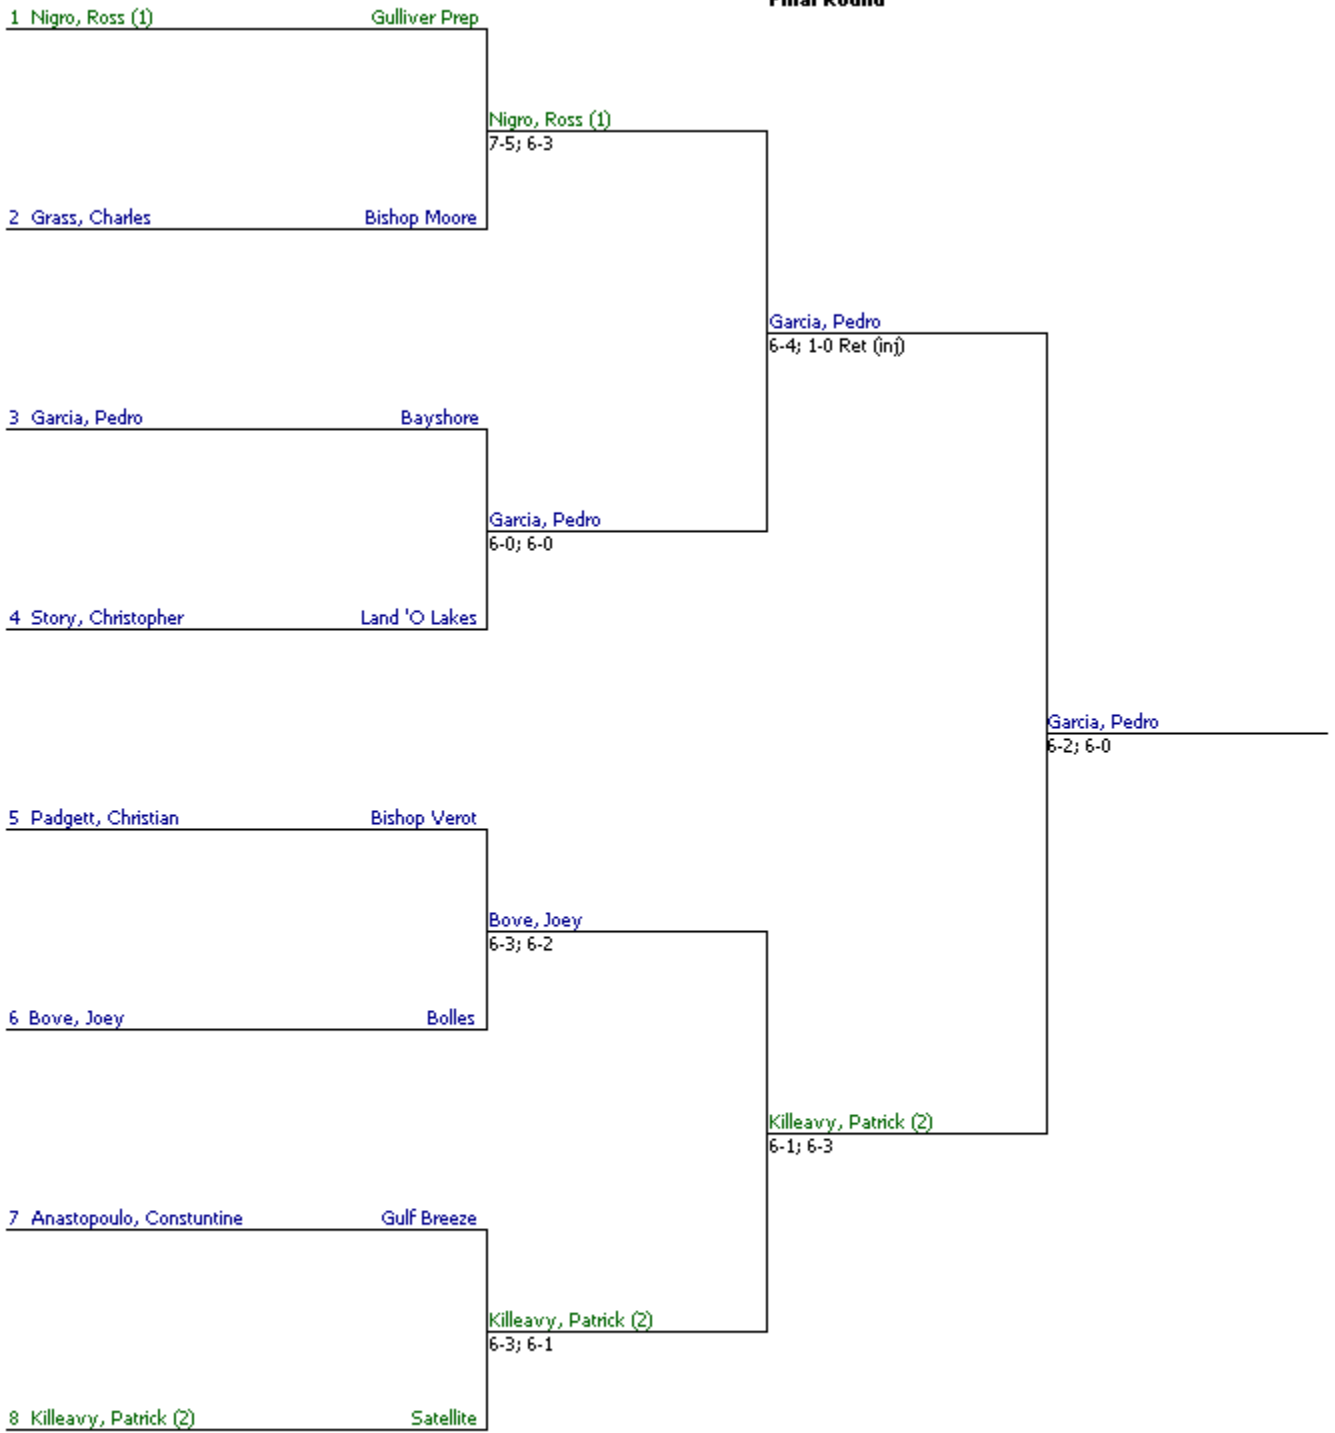 Final Round
1 Nigro, Ross (1) Gulliver Prep
Nigro, Ross (1)
7-5; 6-3
2 Grass, Charles Bishop Moore
Garcia, Pedro
6-4; 1-0 Ret (inj)
3 Garcia, Pedro Bayshore
Garcia, Pedro
6-0; 6-0
4 Story, Christopher Land 'O Lakes
Garcia, Pedro
6-2; 6-0
5 Padgett, Christian Bishop Verot
Bove, Joey
6-3; 6-2
6 Bove, Joey Bolles
Killeavy, Patrick (2)
6-1; 6-3
7 Anastopoulo, Constuntine Gulf Breeze
Killeavy, Patrick (2)
6-3; 6-1
8 Killeavy, Patrick (2) Satellite